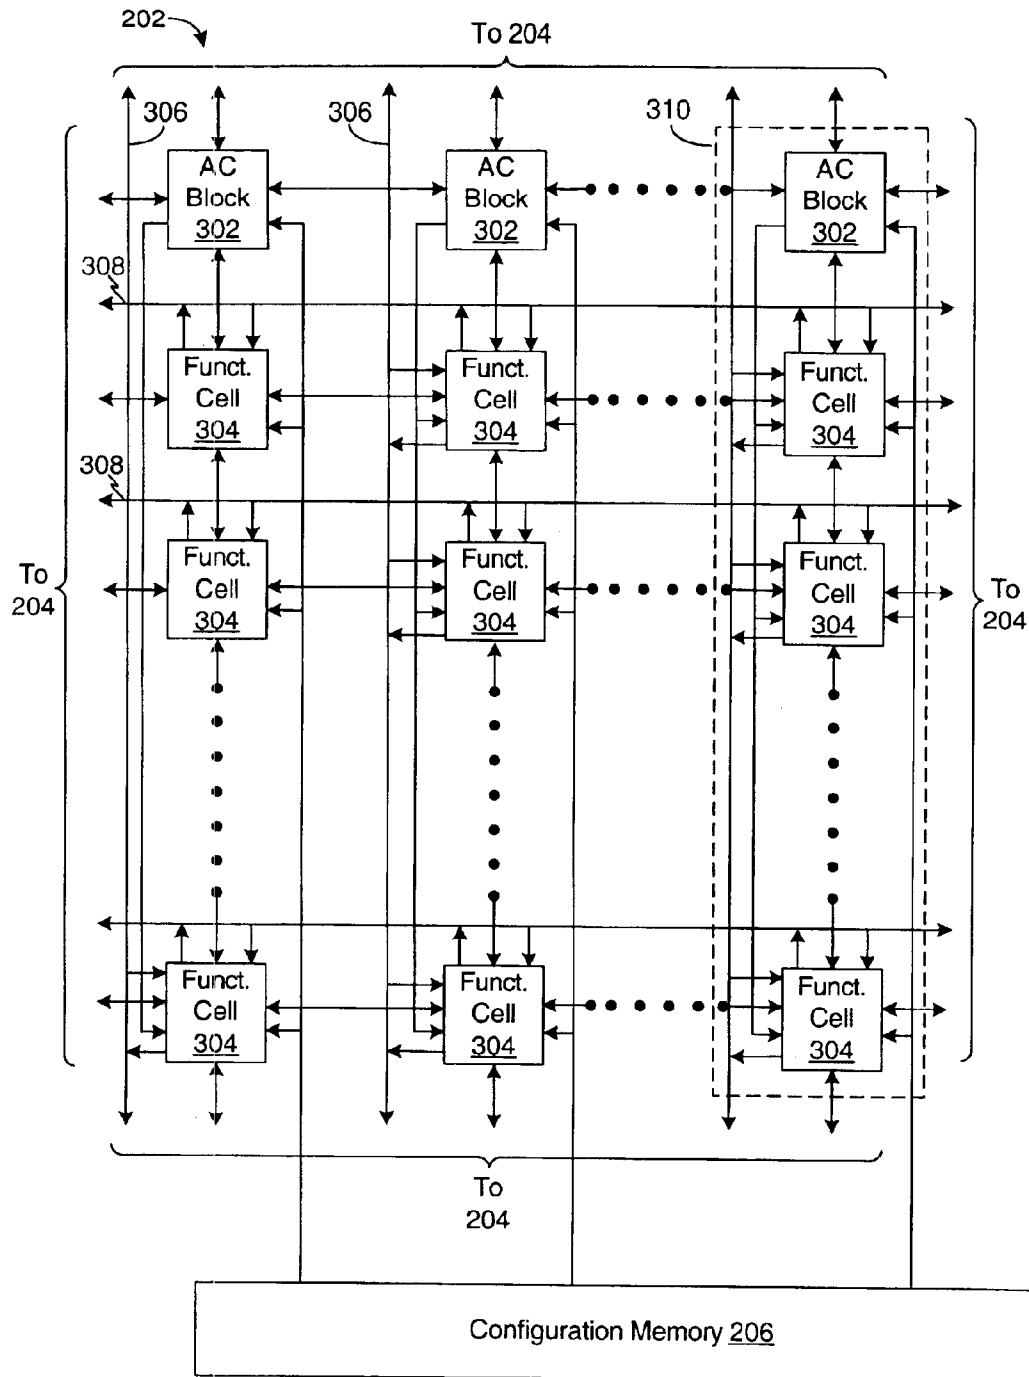 202
To 204
306
306
310
AC
Block
302
AC
Block
302
AC
Block
302
308
Funct.
Cell
304
Funct.
Cell
304
Funct.
Cell
304
308
Funct.
Cell
304
Funct.
Cell
304
Funct.
Cell
304
To
204
To
204
Funct.
Cell
304
Funct.
Cell
304
Funct.
Cell
304
To
204
Configuration Memory 206